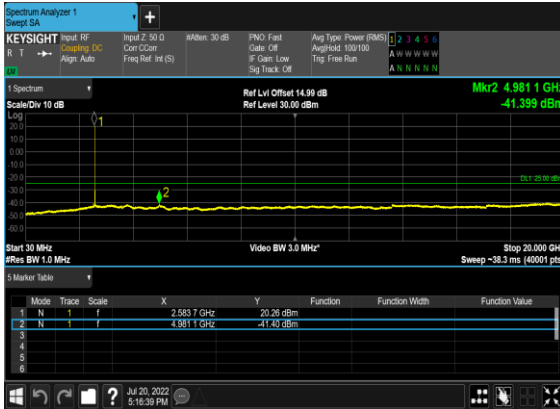 Spectrum Analyzer 1
Swept SA
+
KEYSIGHT Input: RF Input Z: 50 Ω #Atten: 30 dB PNO: Fast Avg Type: Power (RMS) 1 2 3 4 5 6
R T Coupling: DC Corr CCorr Gate: Off Avg|Hold: 100/100 A W W W W W
Align: Auto Freq Ref: Int (S) IF Gain: Low Trig: Free Run
Sig Track: Off A N N N N N
1 Spectrum Ref Lvl Offset 14.99 dB Mkr2 4.981 1 GHz
Scale/Div 10 dB Ref Level 30.00 dBm -41.399 dBm
Log
20.0
10.0
0.00
-10.0
-20.0
-30.0
-40.0
-50.0
-60.0
1
2
DL1 -25.00 dBm
Start 30 MHz Video BW 3.0 MHz* Stop 20.000 GH
#Res BW 1.0 MHz Sweep ~38.3 ms (40001 pts
5 Marker Table
Mode Trace Scale X Y Function Function Width Function Value
1 N 1 f 2.583 7 GHz 20.26 dBm
2 N 1 f 4.981 1 GHz -41.40 dBm
3
4
5
6
? Jul 20, 2022
5:16:39 PM